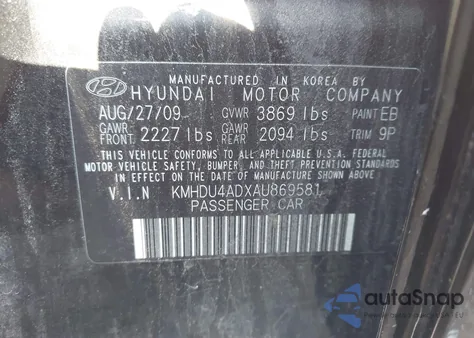 MANUFACTURED IN KOREA BY
HYUNDAI MOTOR COMPANY
AUG/27/09 GVWR 3869 lbs PAINT EB
GAWR FRONT 2227 lbs GAWR REAR 2094 lbs TRIM 9P
THIS VEHICLE CONFORMS TO ALL APPLICABLE U.S.A. FEDERAL
MOTOR VEHICLE SAFETY, BUMPER, AND THEFT PREVENTION STANDARDS
IN EFFECT ON THE DATE OF MANUFACTURE SHOWN ABOVE
V.I.N KMHDU4ADXAU869581
PASSENGER CAR
autoSnap